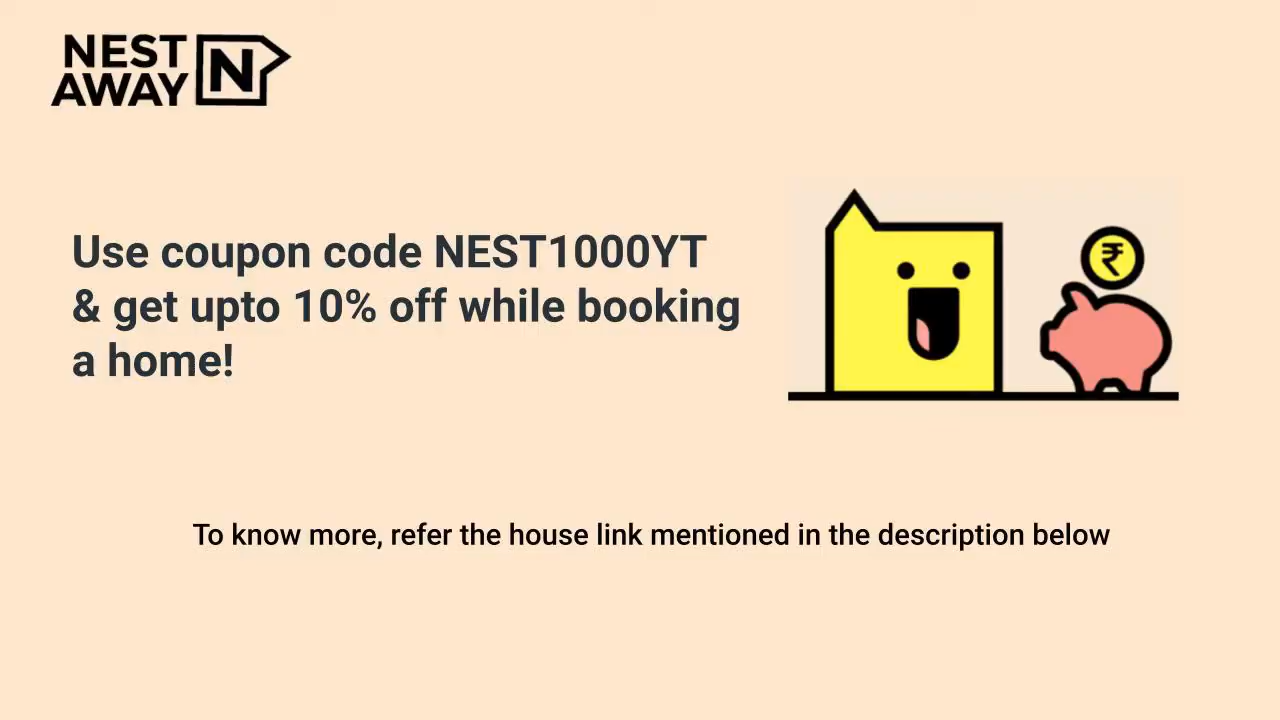 NEST
AWAY N
Use coupon code NEST1000YT
& get upto 10% off while booking
a home!
₹
To know more, refer the house link mentioned in the description below